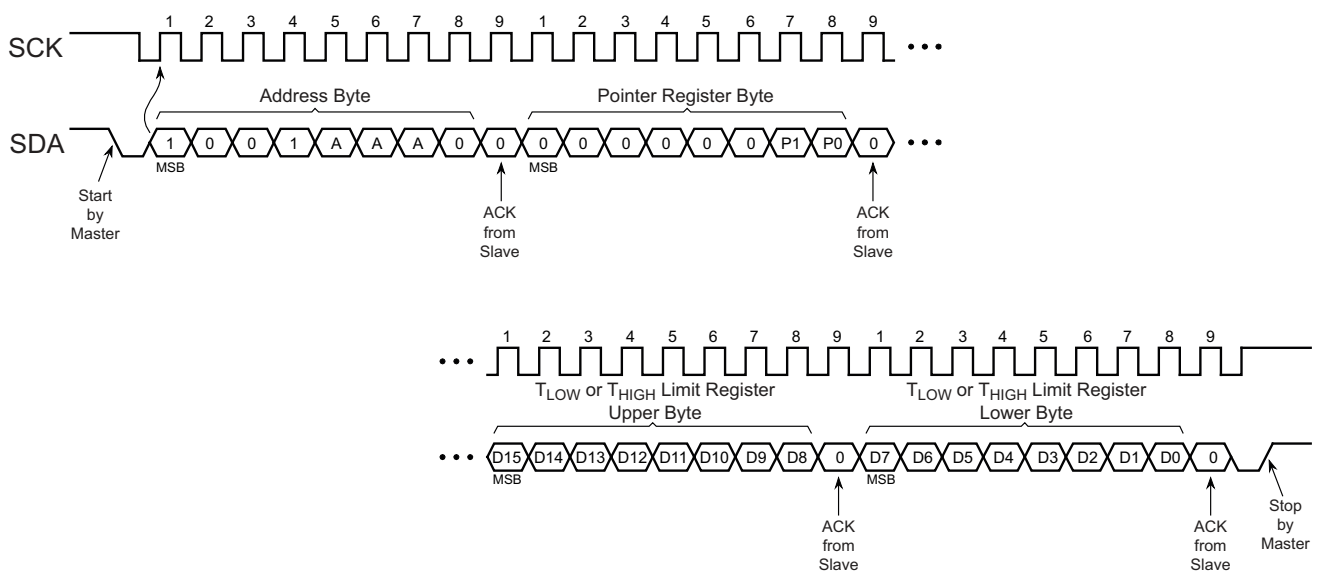 1 2 3 4 5 6 7 8 9 1 2 3 4 5 6 7 8 9
SCK
Address Byte
Pointer Register Byte
SDA
1 0 0 1 A A A 0 0 0 0 0 0 0 0 P1 P0 0
MSB
MSB
Start
by
Master
ACK
from
Slave
ACK
from
Slave
1 2 3 4 5 6 7 8 9 1 2 3 4 5 6 7 8 9
TLOW or THIGH Limit Register
Upper Byte
TLOW or THIGH Limit Register
Lower Byte
D15 D14 D13 D12 D11 D10 D9 D8 0 D7 D6 D5 D4 D3 D2 D1 D0 0
MSB
MSB
ACK
from
Slave
ACK
from
Slave
Stop
by
Master